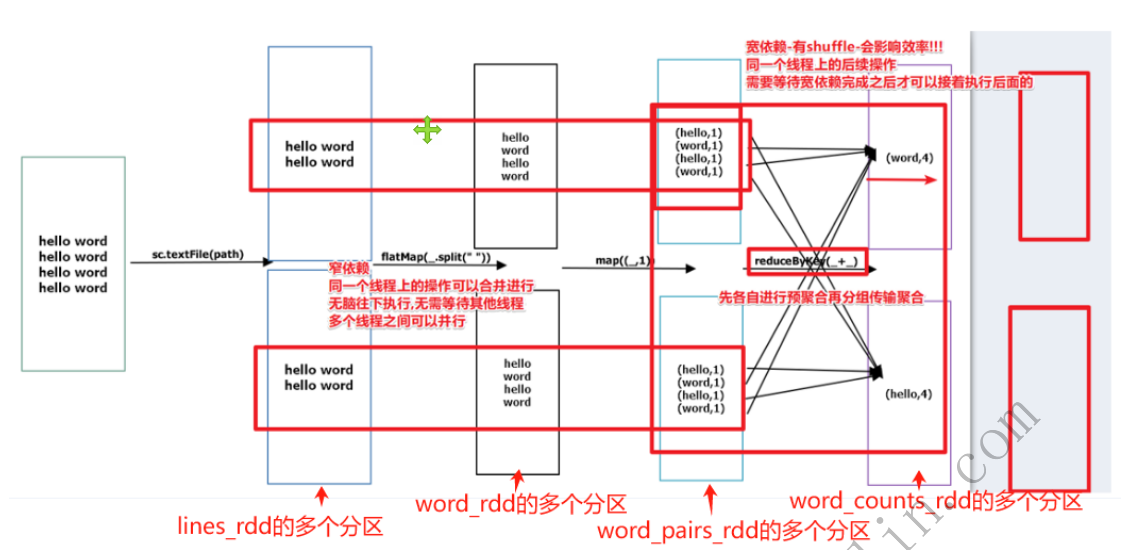 宽依赖-有shuffle-会影响效率!!!
同一个线程上的后续操作
需要等待宽依赖完成之后才可以接着执行后面的
hello word
hello word
hello
word
hello
word
(hello,1)
(word,1)
(hello,1)
(word,1)
(word,4)
hello word
hello word
hello word
hello word
sc.textFile(path)
flatMap(_.split(" "))
map((_,1)
reduceByKey(_+_)
窄依赖
同一个线程上的操作可以合并进行
无脑往下执行,无需等待其他线程
多个线程之间可以并行
先各自进行预聚合再分组传输聚合
hello word
hello word
hello
word
hello
word
(hello,1)
(word,1)
(hello,1)
(word,1)
(hello,4)
lines_rdd的多个分区
word_rdd的多个分区
word_pairs_rdd的多个分区
word_counts_rdd的多个分区